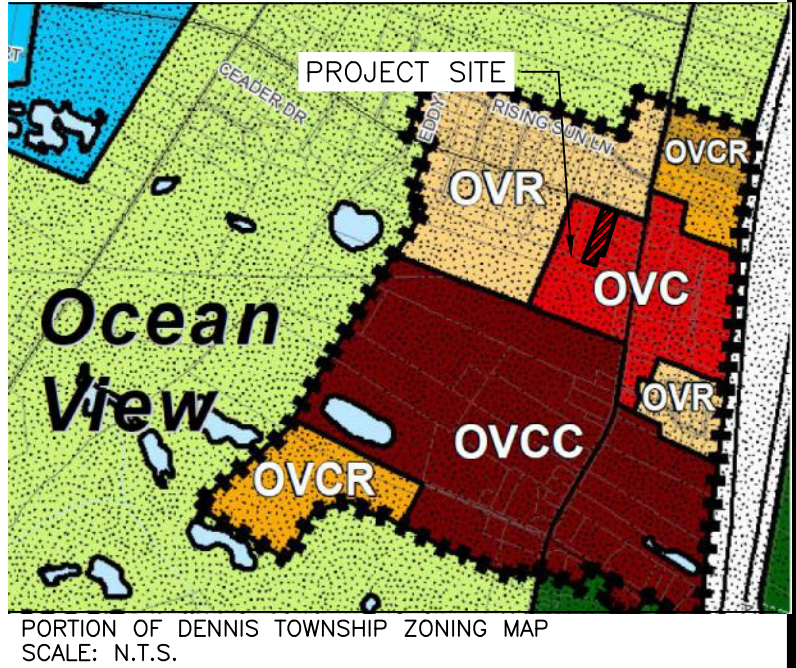 RT
CEADER DR
PROJECT SITE
EDDY
RISING SUN LN
OVCR
OVR
OVC
Ocean
View
OVR
OVCC
OVCR
PORTION OF DENNIS TOWNSHIP ZONING MAP
SCALE: N.T.S.